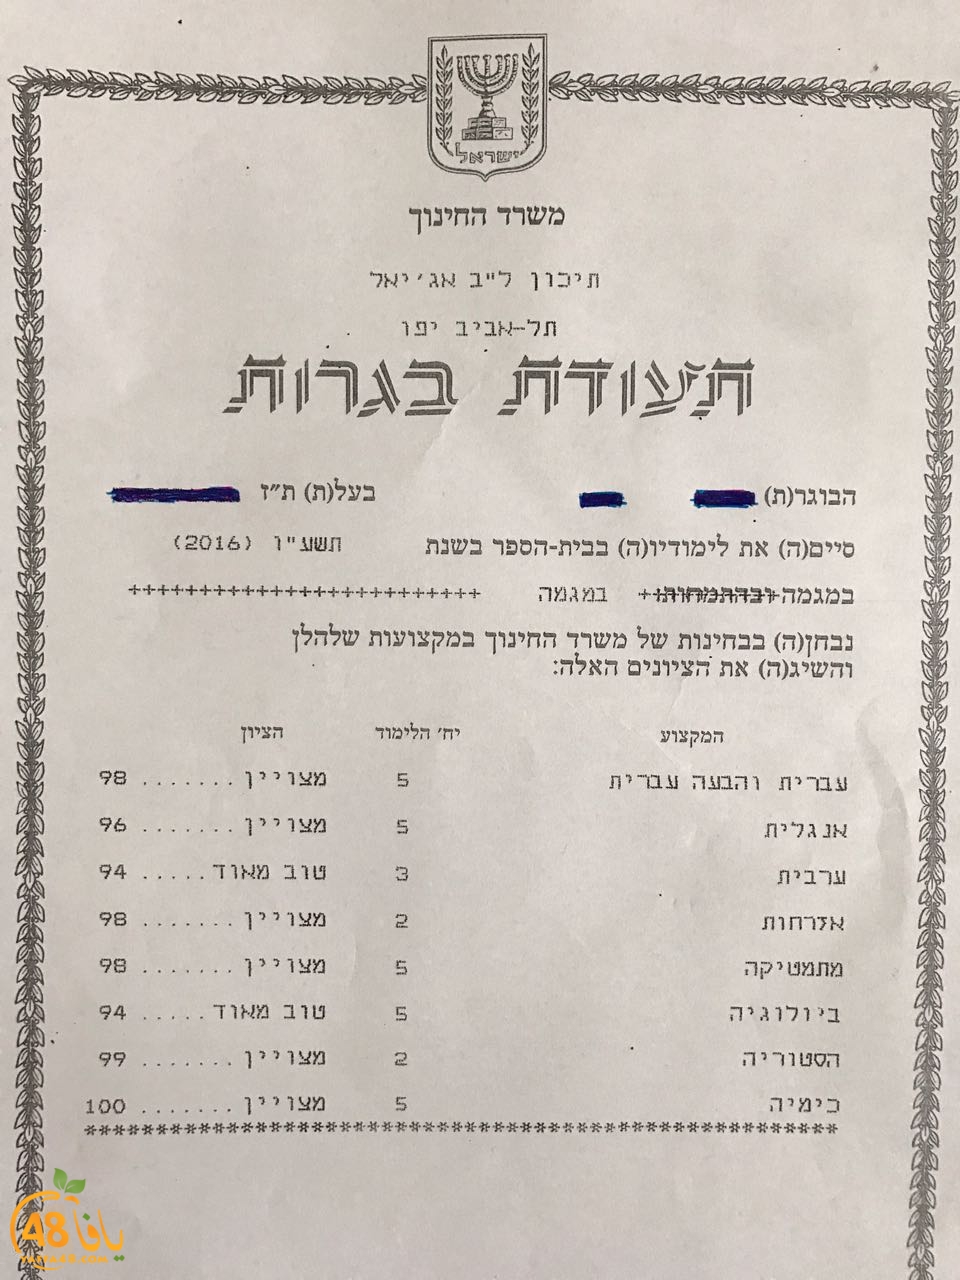 ישראל
משרד החינוך
תיכון ל"ב אג'יאל
תל-אביב יפו
תעודת בגרות
הבוגר(ת) בעל(ת) ת"ז
סיים(ה) את לימודיו(ה) בבית-הספר בשנת תשע"ו (2016)
במגמה ובהתמחות ++ במגמה +++++++++++++++++++++++++
נבחן(ה) בבחינות של משרד החינוך במקצועות שלהלן
והשיג(ה) את הציונים האלה:
המקצוע יח' הלימוד הציון
עברית והבעה עברית 5 מצויין ....... 98
אנגלית 5 מצויין ....... 96
ערבית 3 טוב מאוד ..... 94
אזרחות 2 מצויין ....... 98
מתמטיקה 5 מצויין ....... 98
ביולוגיה 5 טוב מאוד ..... 94
הסטוריה 2 מצויין ....... 99
כימיה 5 מצויין ....... 100
*****************************************************
يافا 48